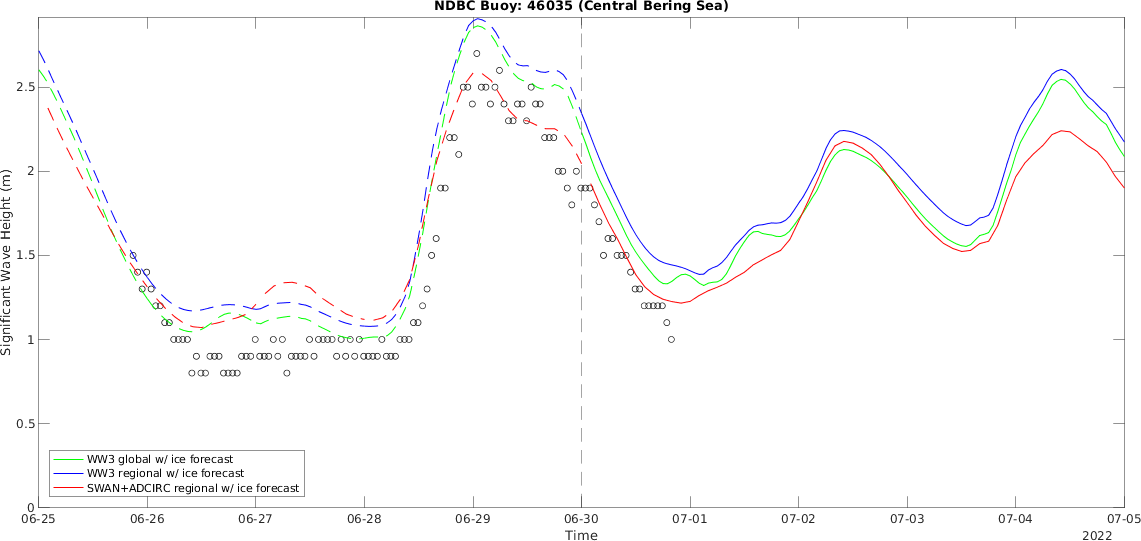 NDBC Buoy: 46035 (Central Bering Sea)
Significant Wave Height (m)
2.5
2
1.5
1
0.5
0
WW3 global w/ ice forecast
WW3 regional w/ ice forecast
SWAN+ADCIRC regional w/ ice forecast
06-25 06-26 06-27 06-28 06-29 06-30 07-01 07-02 07-03 07-04 07-05
Time
2022